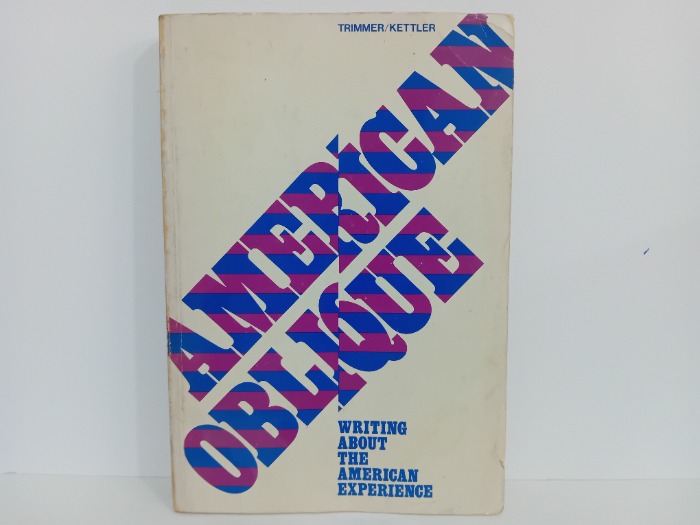 TRIMMER/KETTLER
AMERICAN
OBLIQUE
WRITING
ABOUT
THE
AMERICAN
EXPERIENCE